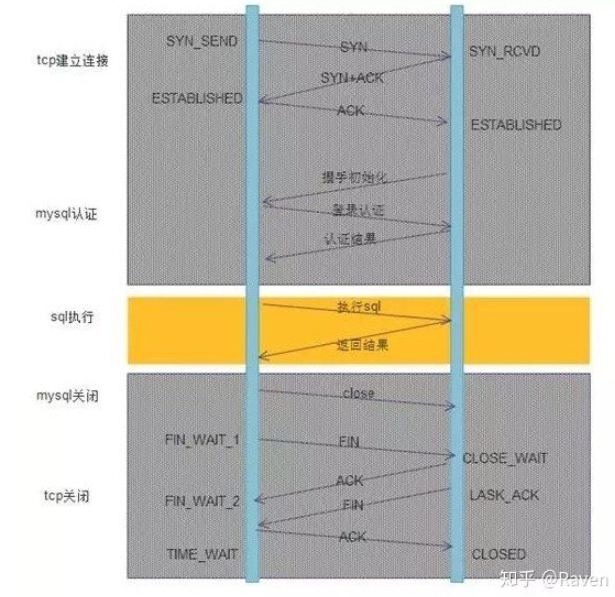 SYN_SEND
SYN
SYN_RCVD
tcp建立连接
SYN+ACK
ESTABLISHED
ACK
ESTABLISHED
握手初始化
mysql认证
登录认证
认证结果
执行sql
sql执行
返回结果
mysql关闭
close
FIN_WAIT_1
FIN
CLOSE_WAIT
ACK
tcp关闭
FIN_WAIT_2
FIN
LASK_ACK
ACK
TIME_WAIT
CLOSED
知乎 @Raven